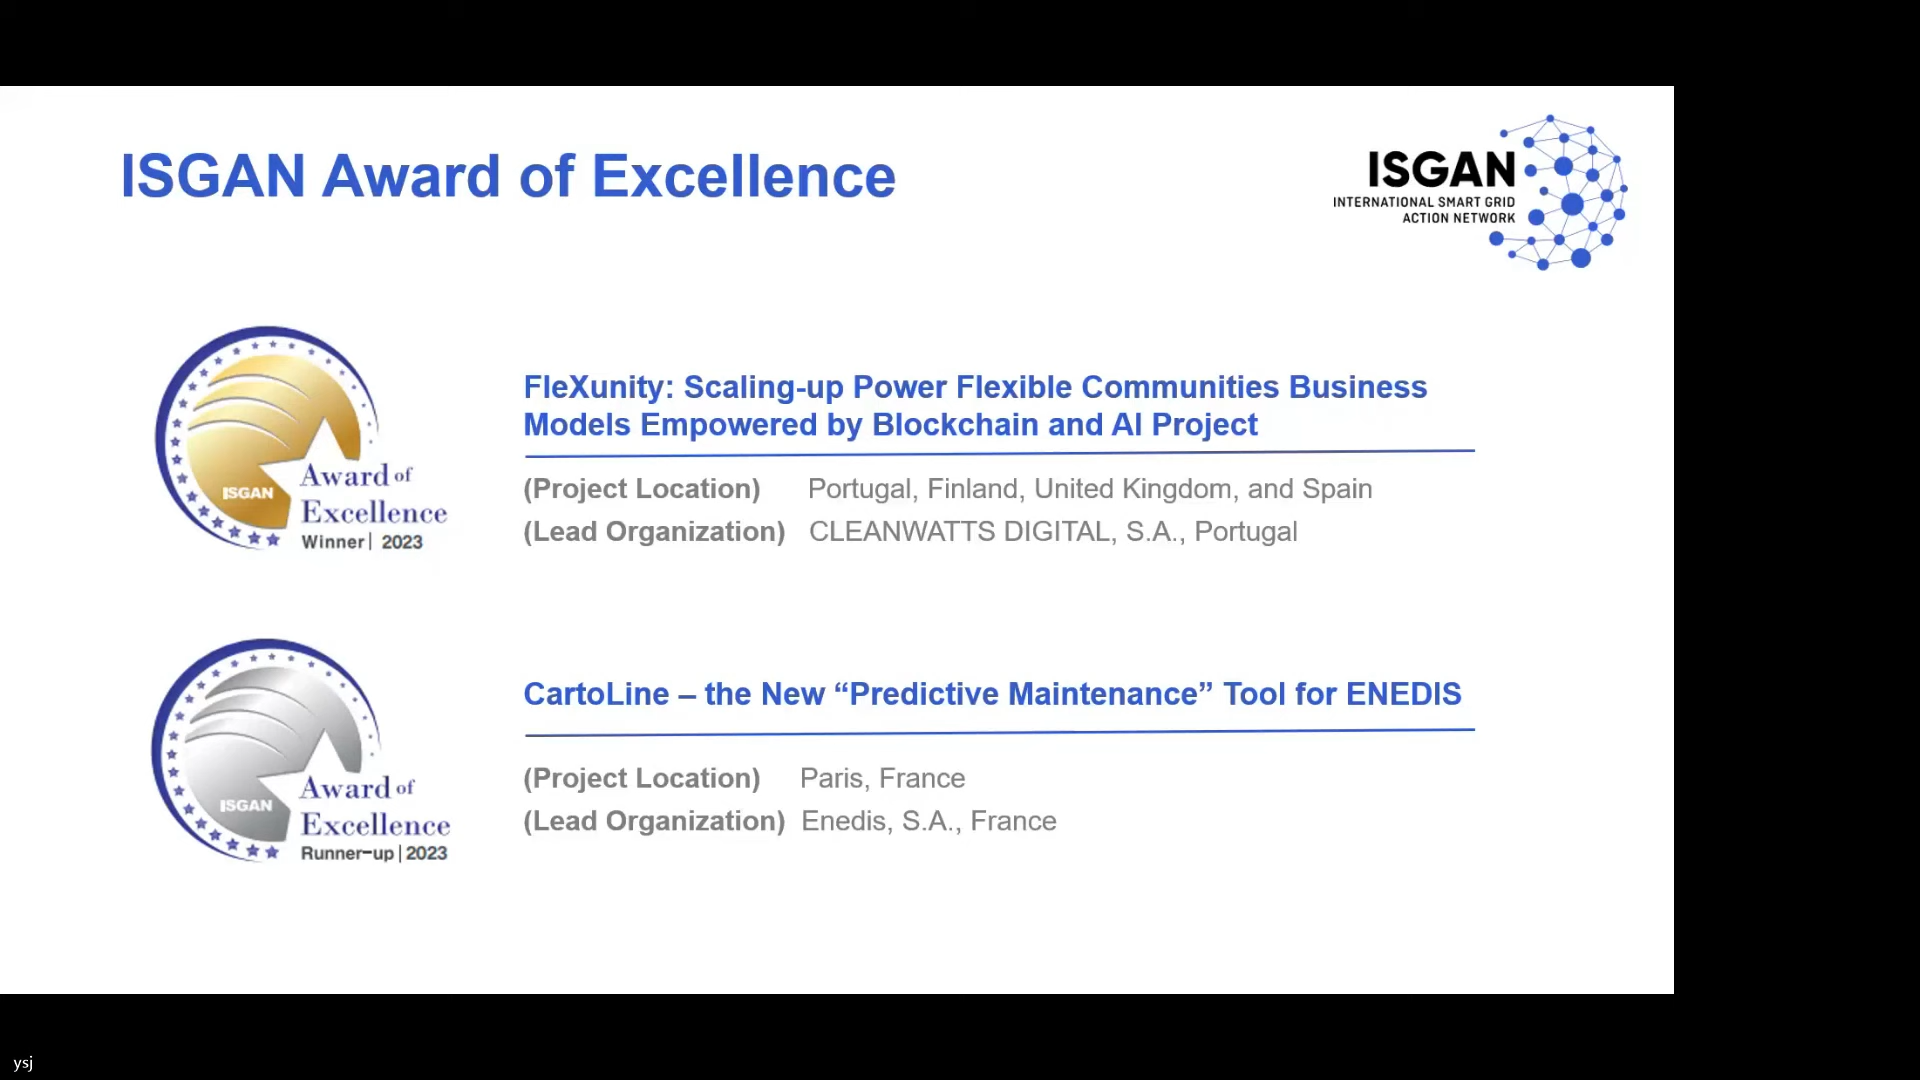 ISGAN Award of Excellence
ISGAN
INTERNATIONAL SMART GRID
ACTION NETWORK
ISGAN
Award of
Excellence
Winner| 2023
FleXunity: Scaling-up Power Flexible Communities Business
Models Empowered by Blockchain and AI Project
(Project Location) Portugal, Finland, United Kingdom, and Spain
(Lead Organization) CLEANWATTS DIGITAL, S.A., Portugal
ISGAN
Award of
Excellence
Runner-up|2023
CartoLine – the New “Predictive Maintenance” Tool for ENEDIS
(Project Location) Paris, France
(Lead Organization) Enedis, S.A., France
ysj